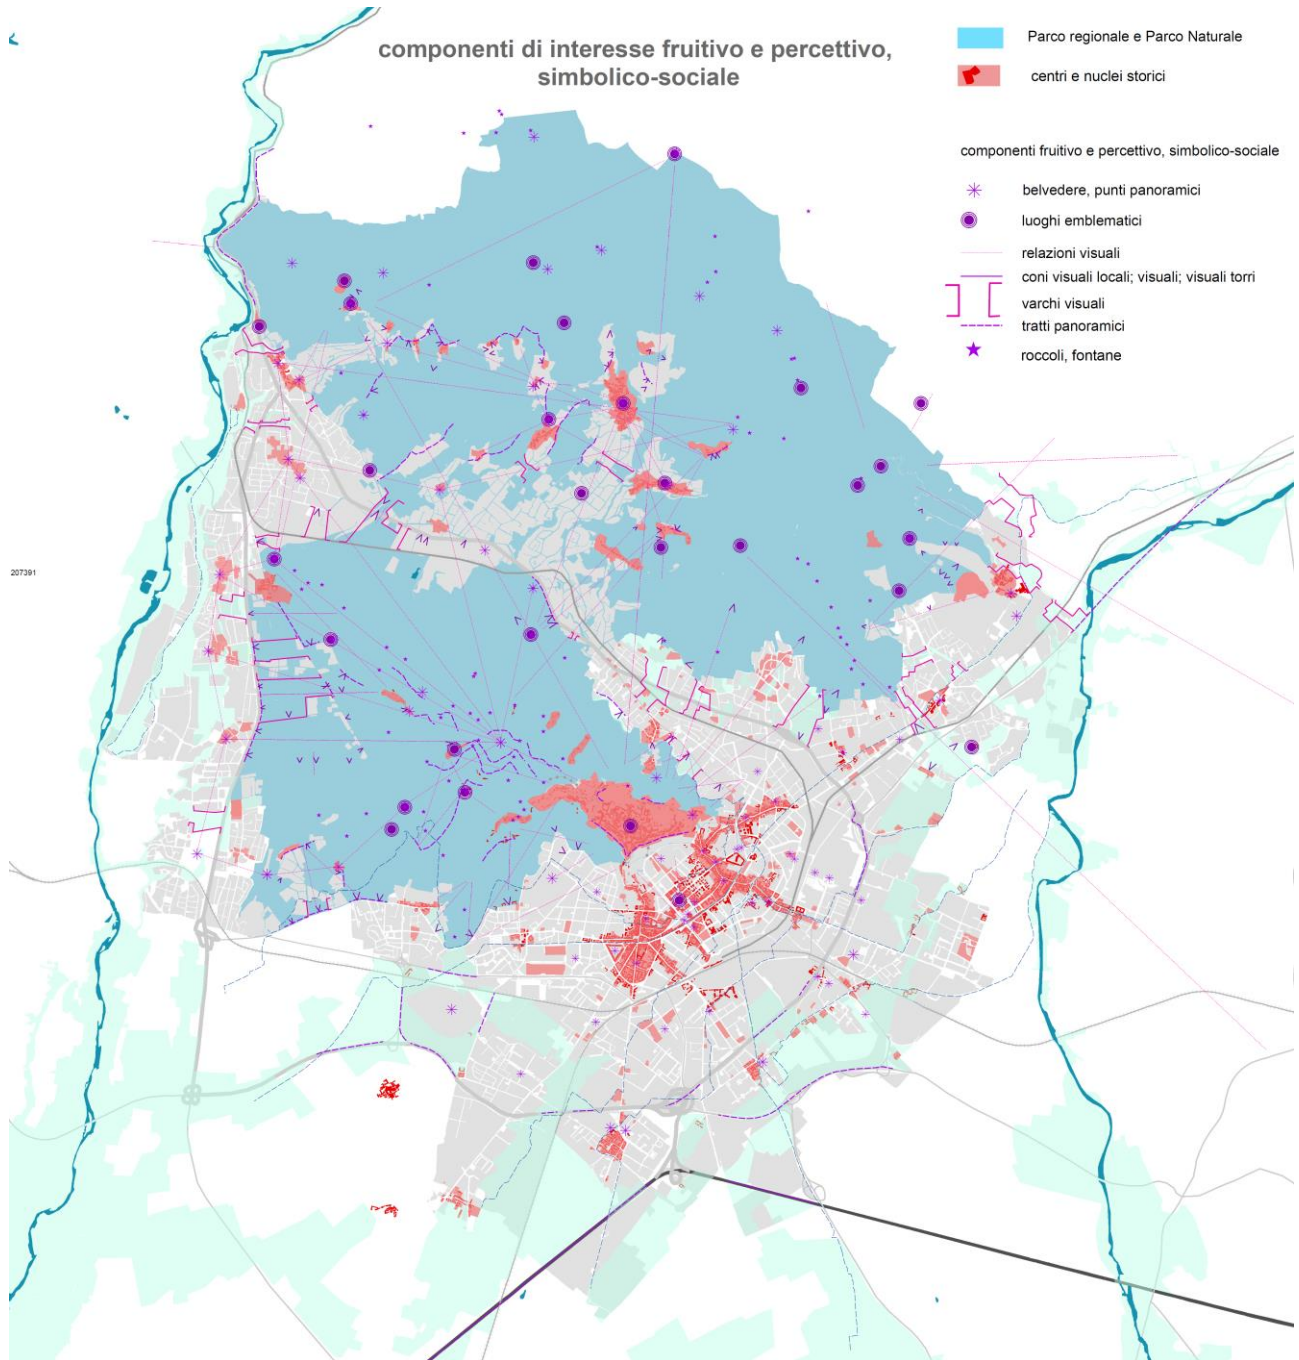 componenti di interesse fruitivo e percettivo,
simbolico-sociale
Parco regionale e Parco Naturale
centri e nuclei storici
componenti fruitivo e percettivo, simbolico-sociale
belvedere, punti panoramici
luoghi emblematici
relazioni visuali
coni visuali locali; visuali; visuali torri
varchi visuali
tratti panoramici
roccoli, fontane
207391